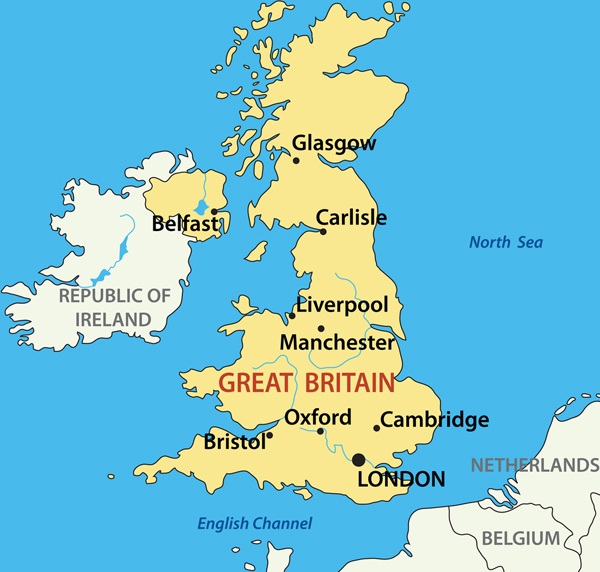 Glasgow
Carlisle
Belfast
North Sea
REPUBLIC OF
IRELAND
Liverpool
Manchester
GREAT BRITAIN
Oxford
Cambridge
Bristol
LONDON
NETHERLANDS
English Channel
BELGIUM